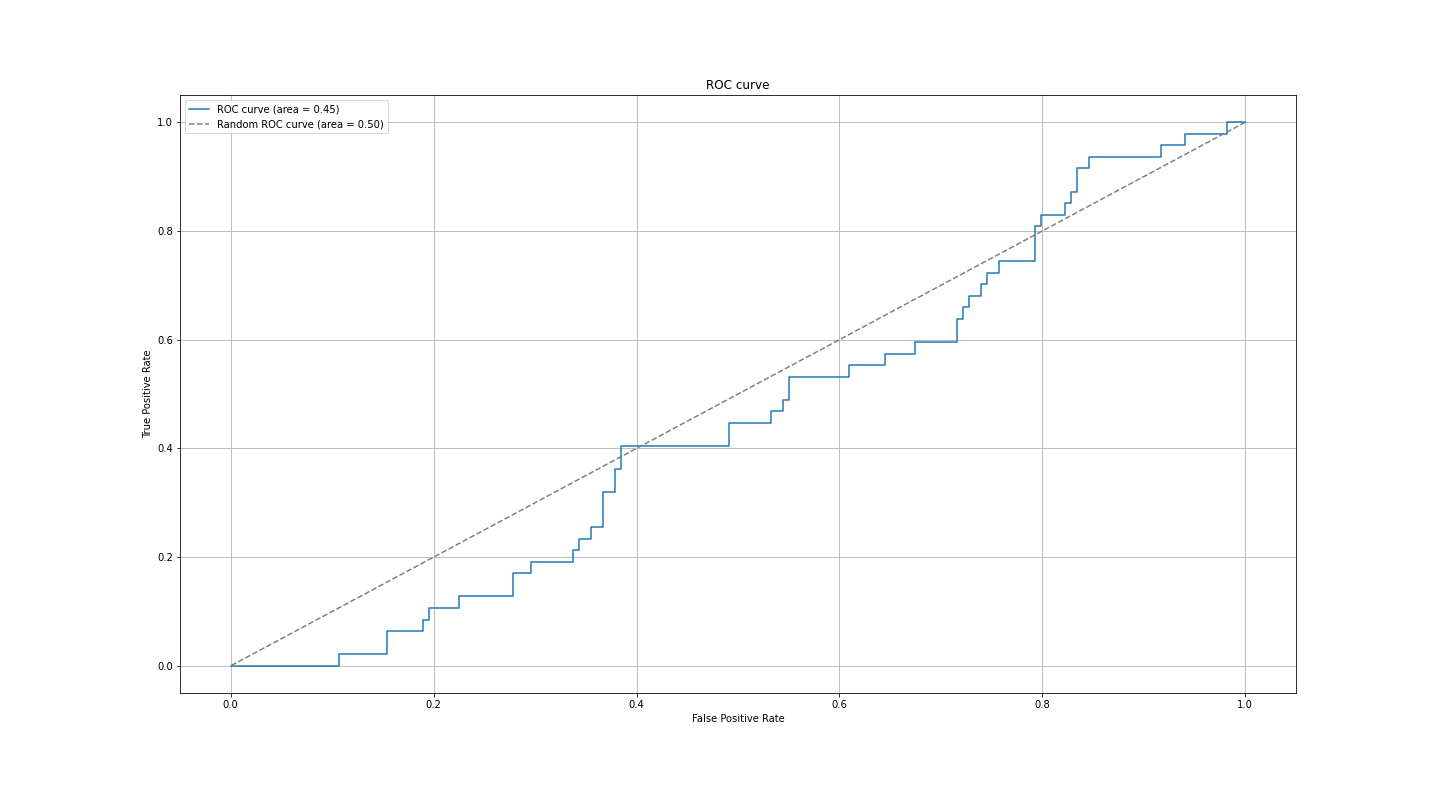 ROC curve
ROC curve (area = 0.45)
Random ROC curve (area = 0.50)
1.0
0.8
0.6
0.4
0.2
0.0
True Positive Rate
0.0 0.2 0.4 0.6 0.8 1.0
False Positive Rate